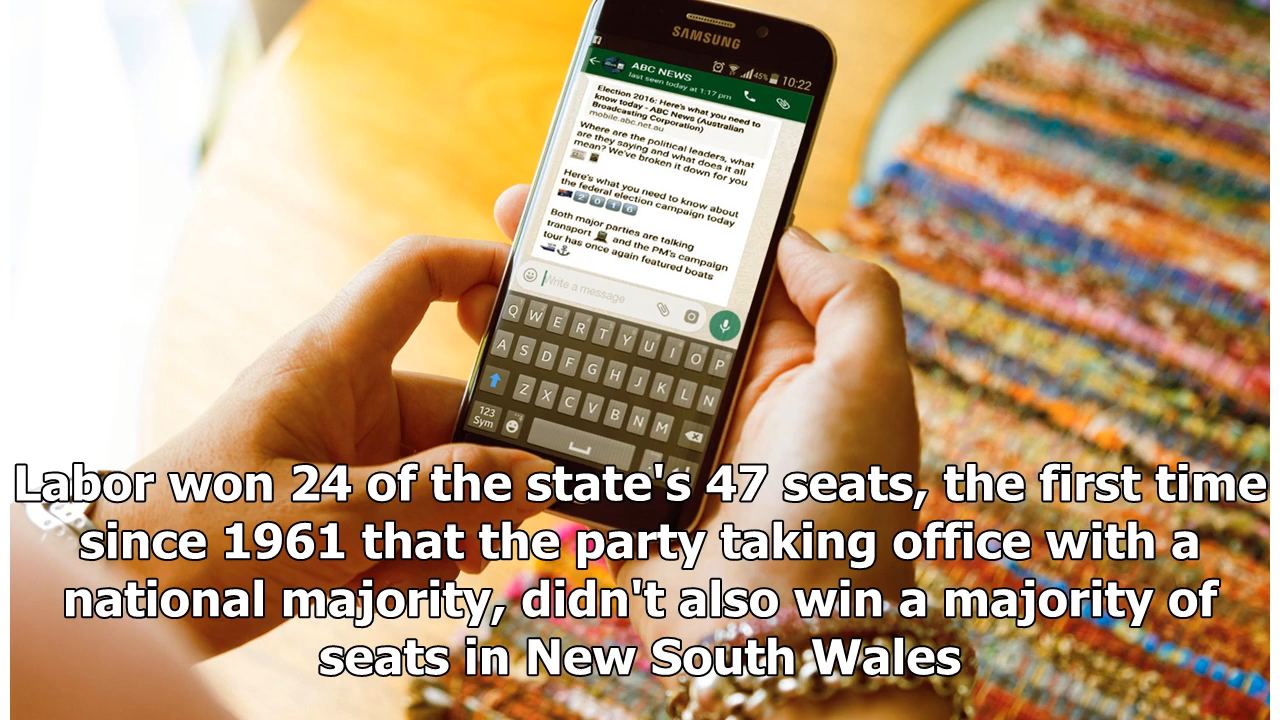 SAMSUNG
45% 10:22
ABC NEWS
last seen today at 1:17 pm
Election 2016: Here's what you need to
know today - ABC News (Australian
Broadcasting Corporation)
mobile.abc.net.au
Where are the political leaders, what
are they saying and what does it all
mean? We've broken it down for you
Here's what you need to know about
the federal election campaign today
2016
Both major parties are talking
transport and the PM's campaign
tour has once again featured boats
Write a message
Q W E R T Y U I O P
A S D F G H J K L N
Z X C V B N M
123
Sym
Labor won 24 of the state's 47 seats, the first time
since 1961 that the party taking office with a
national majority, didn't also win a majority of
seats in New South Wales